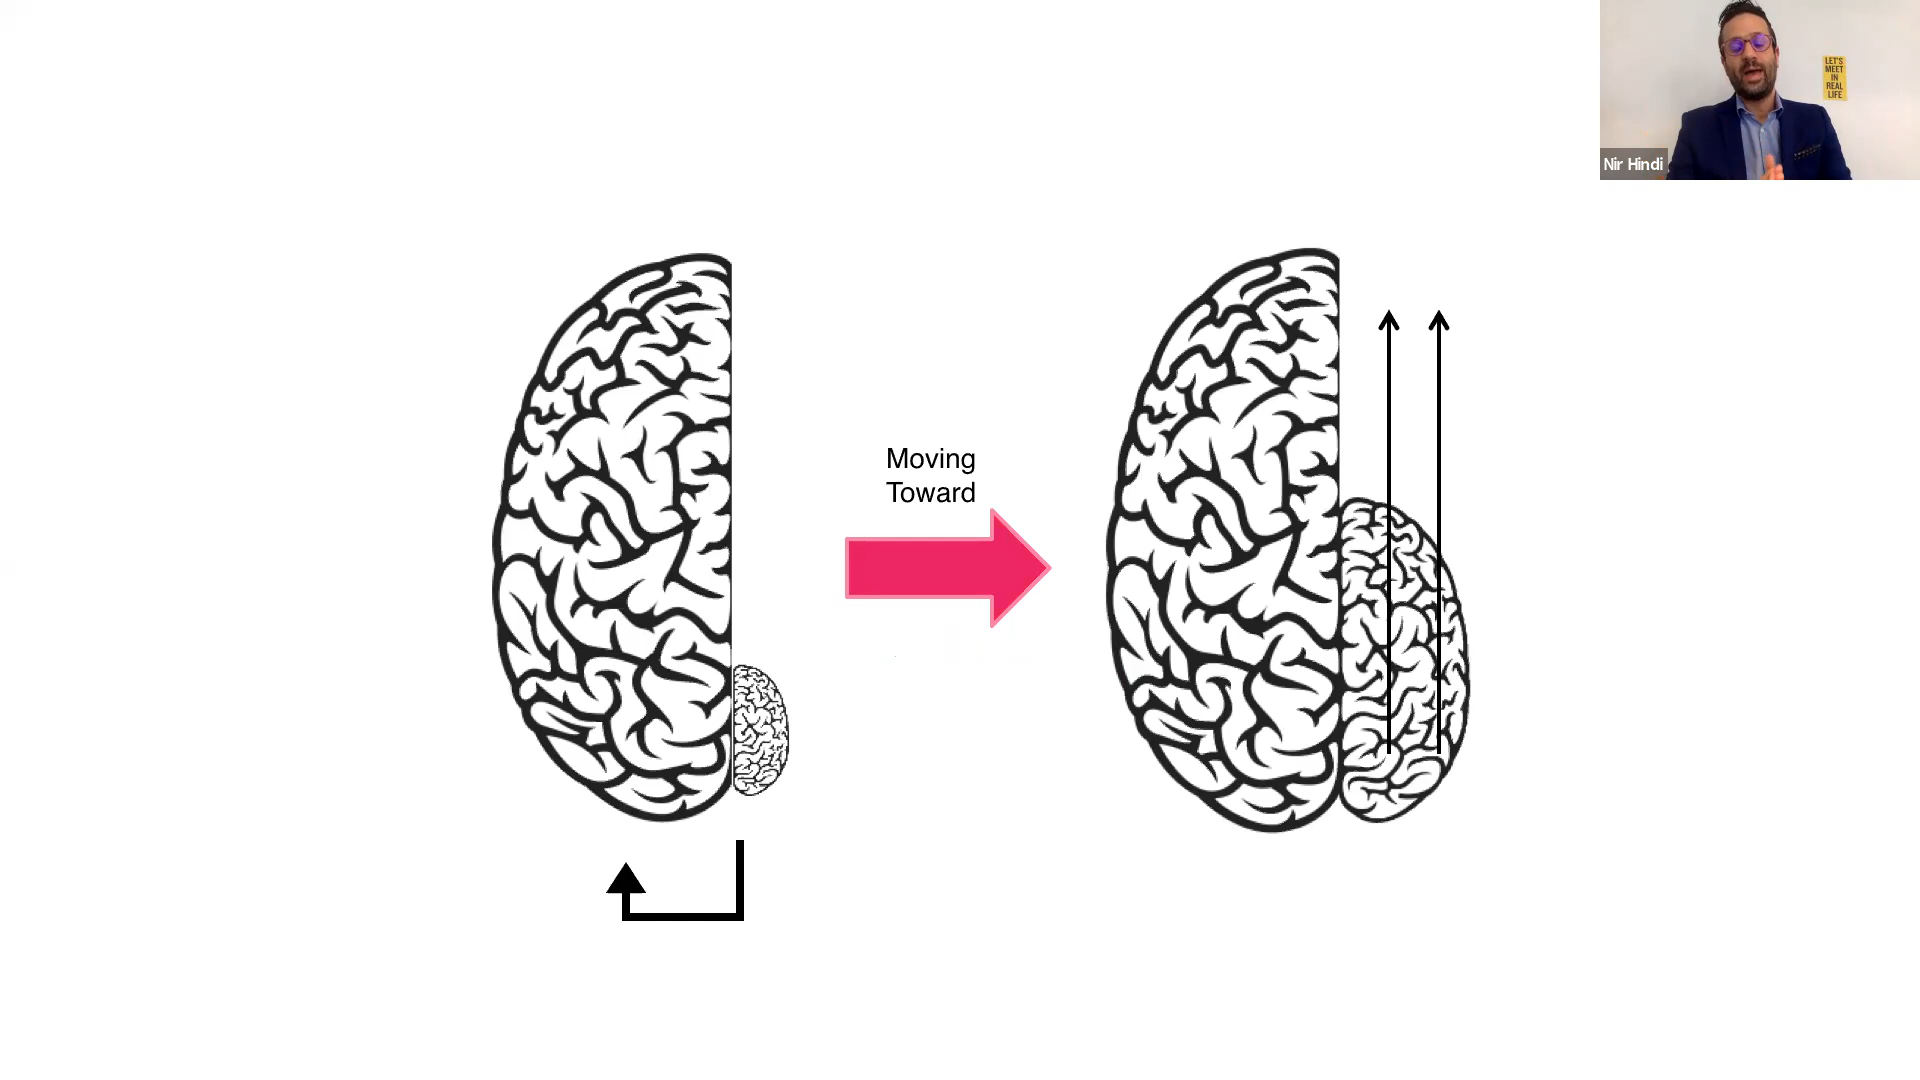 LET'S
MEET
IN
REAL
LIFE
Nir Hindi
Moving
Toward